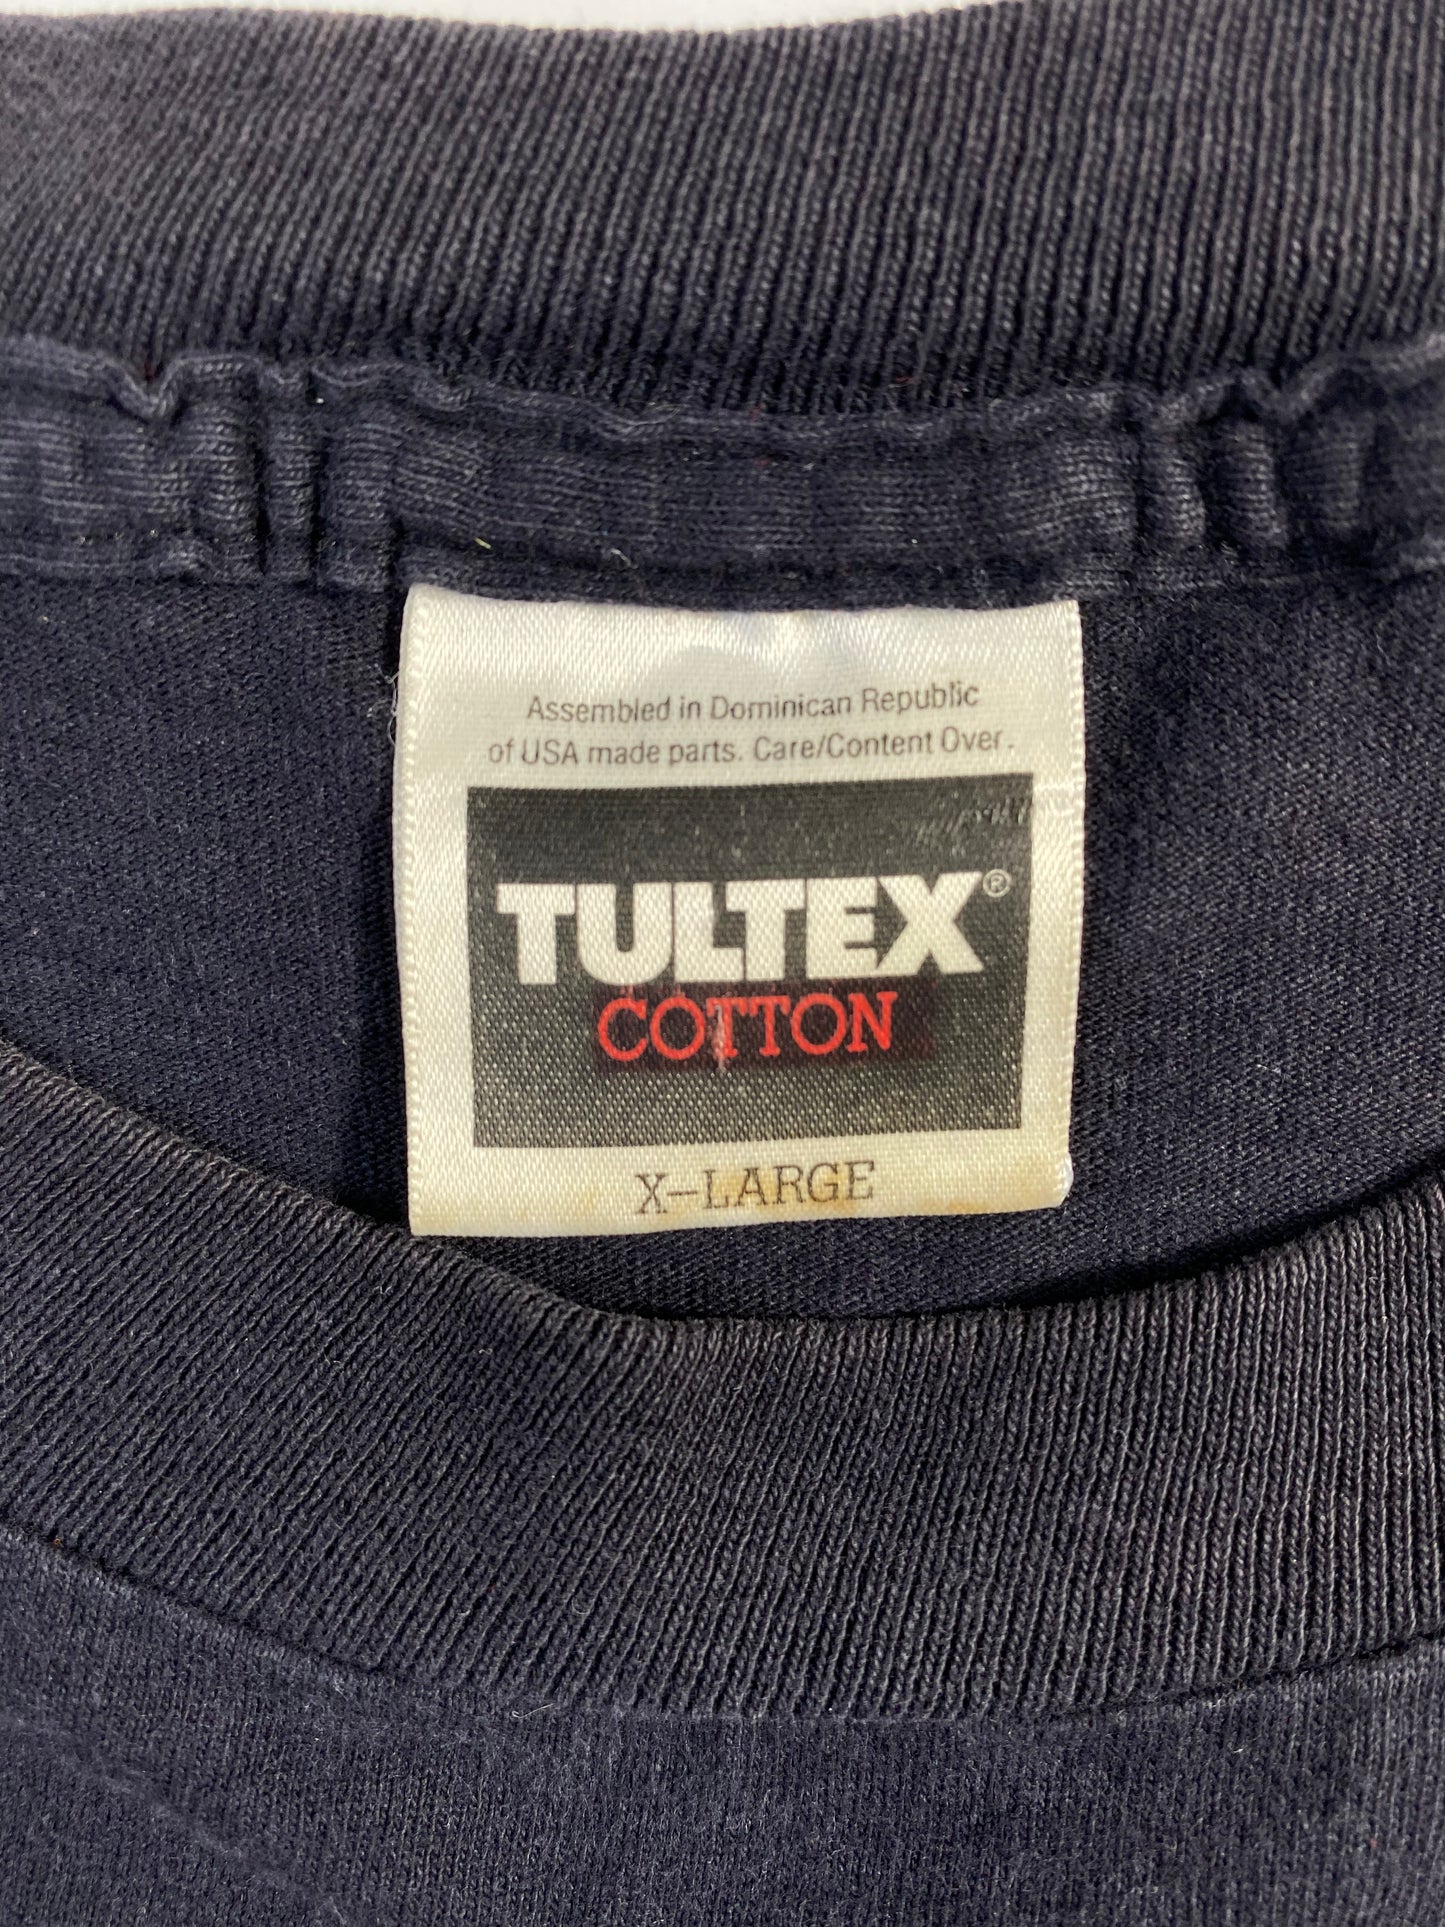 Assembled in Dominican Republic
of USA made parts. Care/Content Over.
TULTEX®
COTTON
X-LARGE